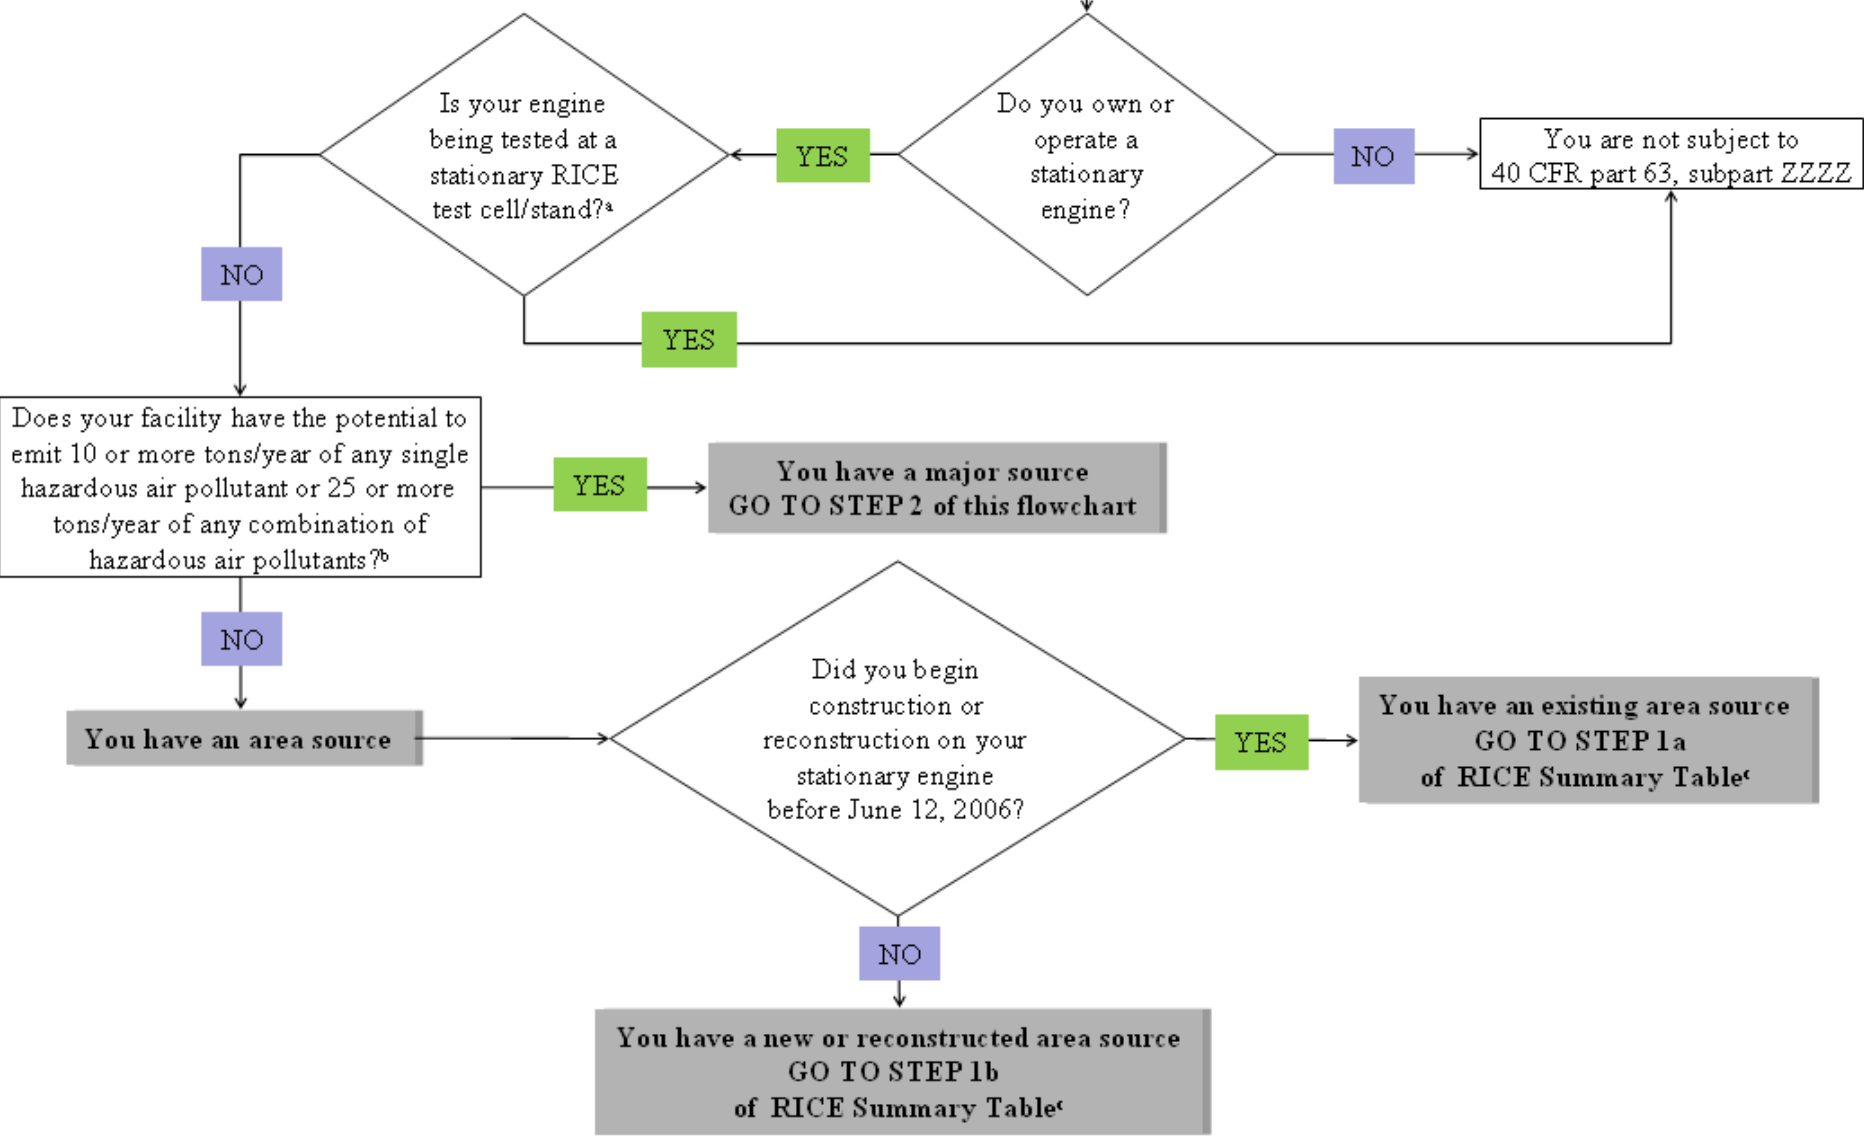 Do you own or
operate a
stationary
engine?
YES
NO
You are not subject to
40 CFR part 63, subpart ZZZZ
Is your engine
being tested at a
stationary RICE
test cell/stand?ᵃ
YES
NO
Does your facility have the potential to
emit 10 or more tons/year of any single
hazardous air pollutant or 25 or more
tons/year of any combination of
hazardous air pollutants?ᵇ
YES
You have a major source
GO TO STEP 2 of this flowchart
NO
You have an area source
Did you begin
construction or
reconstruction on your
stationary engine
before June 12, 2006?
YES
You have an existing area source
GO TO STEP 1a
of RICE Summary Tableᶜ
NO
You have a new or reconstructed area source
GO TO STEP 1b
of RICE Summary Tableᶜ